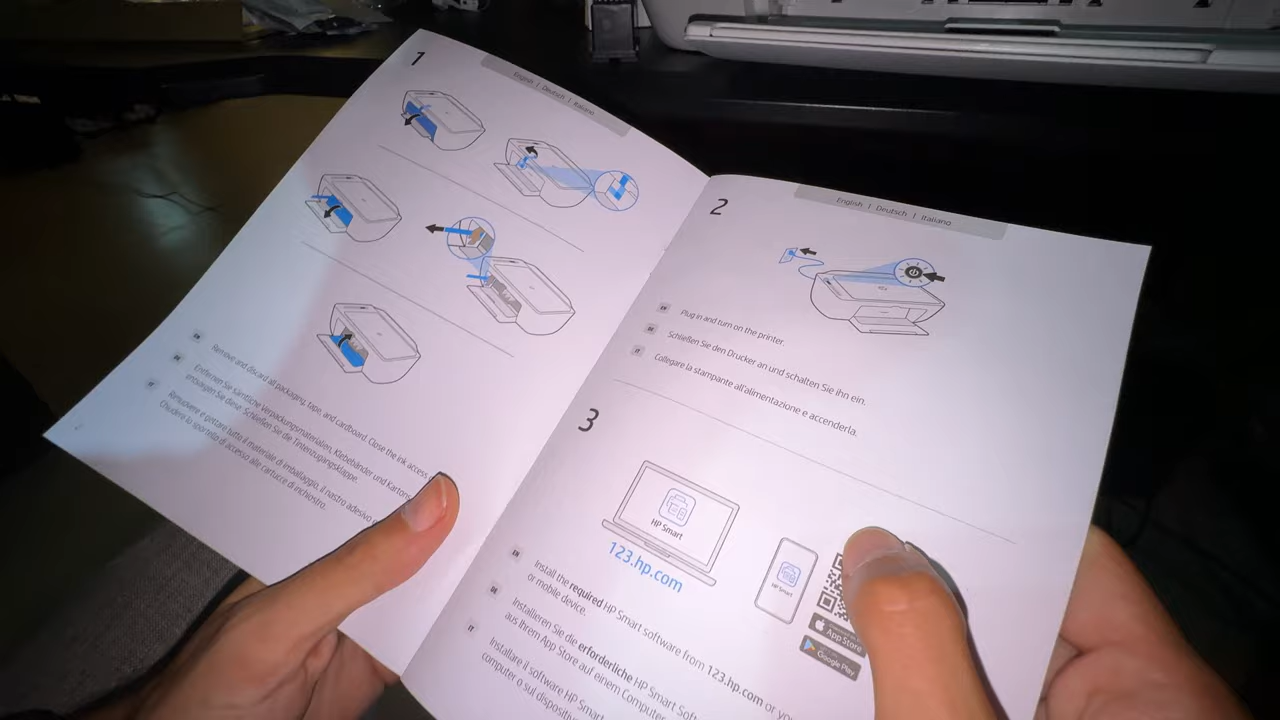 1
English | Deutsch | Italiano
EN Remove and discard all packaging, tape, and cardboard. Close the ink access
DE Entfernen Sie sämtliche Verpackungsmaterialien, Klebebänder und Kartons
entsorgen Sie diese. Schließen Sie die Tintenzugangsklappe.
IT Rimuovere e gettare tutto il materiale di imballaggio, il nastro adesivo
Chiudere lo sportello di accesso alle cartucce di inchiostro.
2
English | Deutsch | Italiano
EN Plug in and turn on the printer.
DE Schließen Sie den Drucker an und schalten Sie ihn ein.
IT Collegare la stampante all'alimentazione e accenderla.
3
HP Smart
123.hp.com
HP Smart
App Store
Google Play
EN Install the required HP Smart software from 123.hp.com or
or mobile device.
DE Installieren Sie die erforderliche HP Smart
aus Ihrem App Store auf einem Computer
IT Installare il software HP Smart
computer o sul dispositivo